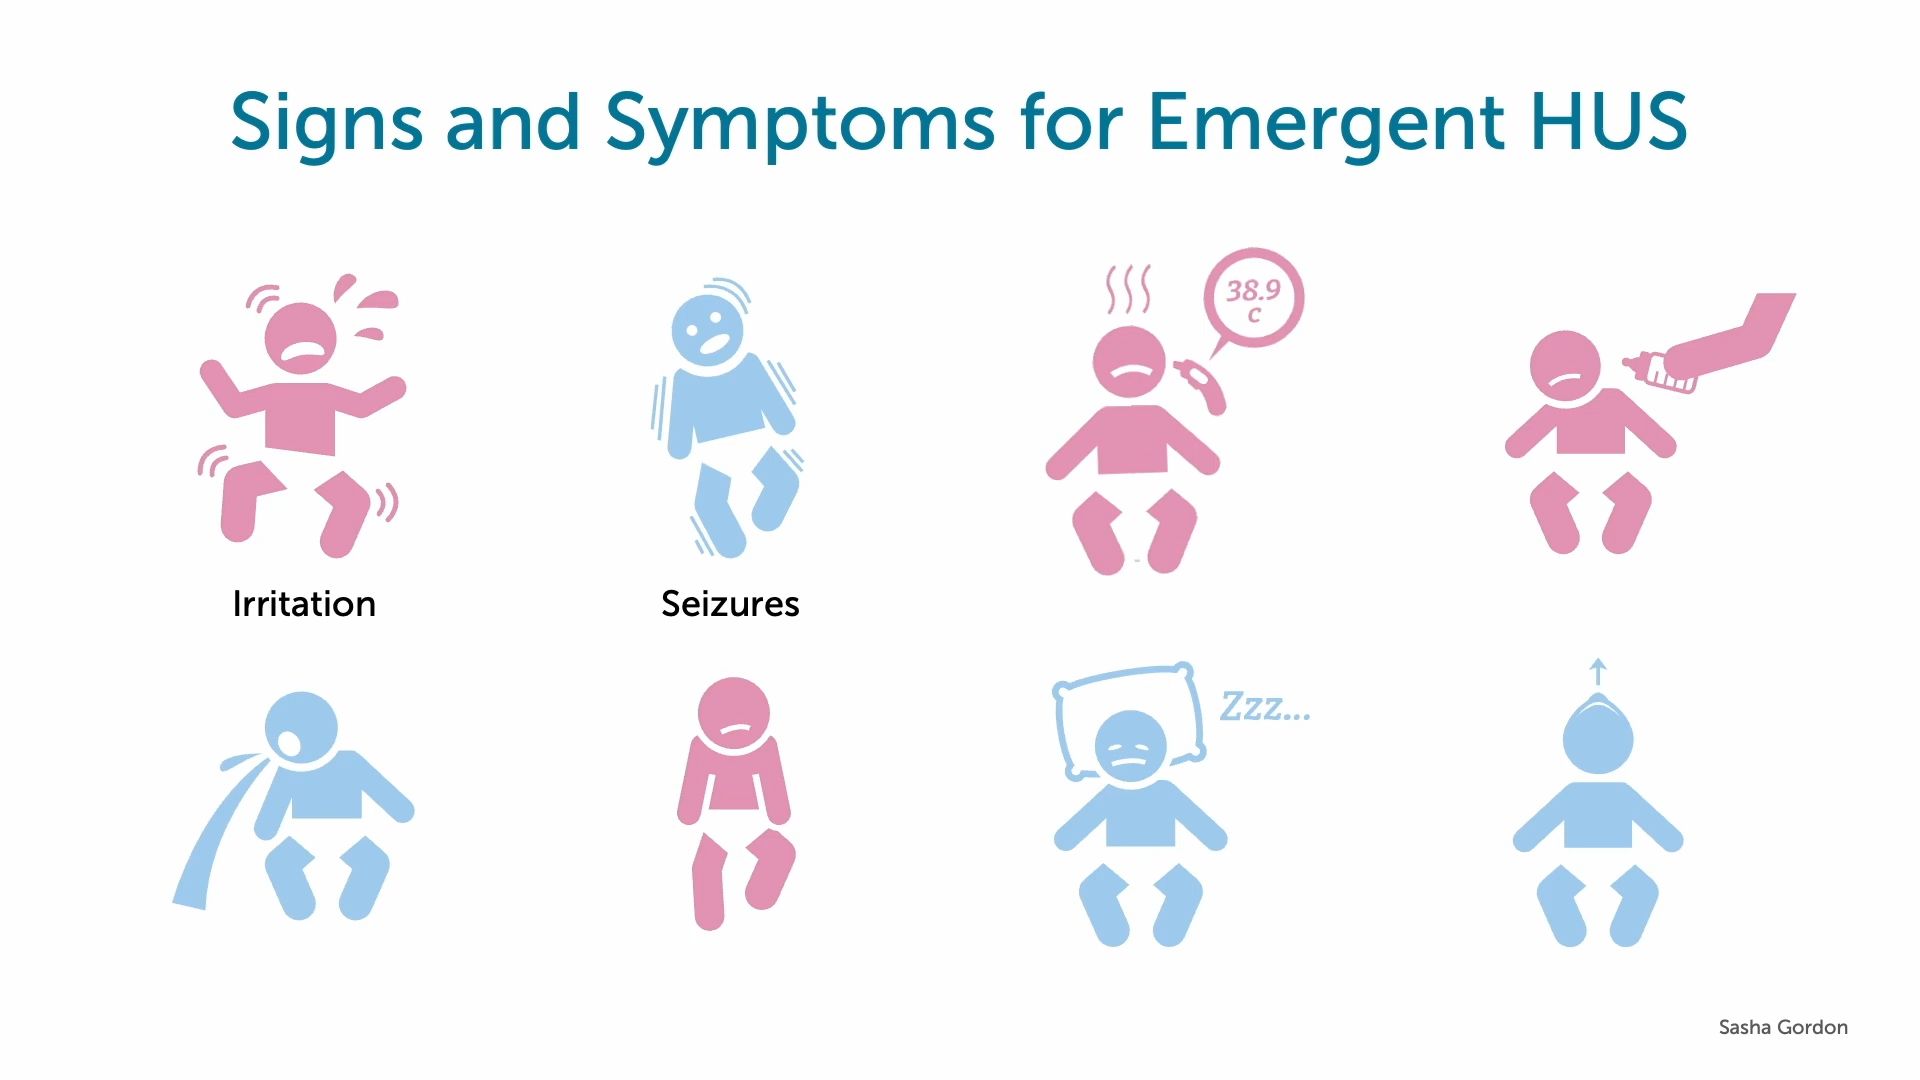 Signs and Symptoms for Emergent HUS
38.9
C
Irritation
Seizures
Zzz...
Sasha Gordon